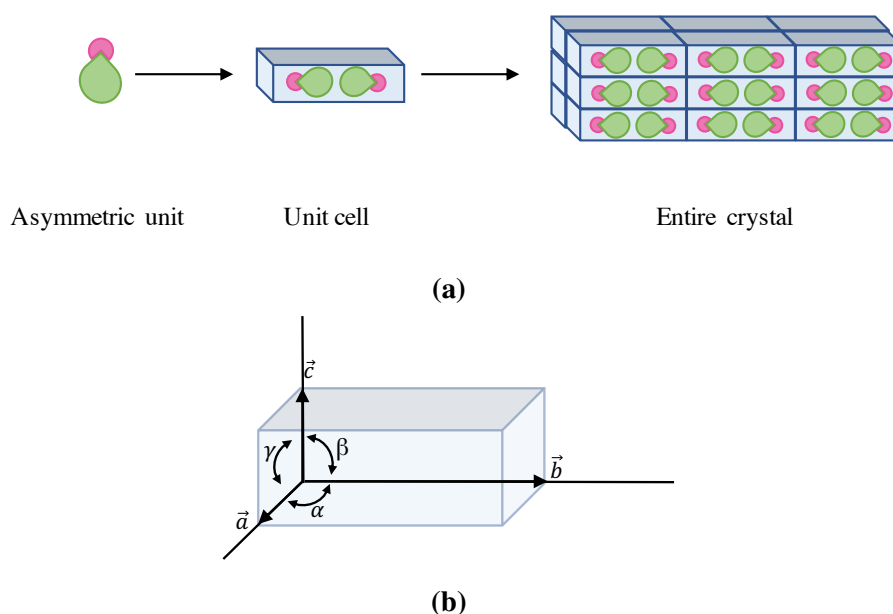 Asymmetric unit Unit cell Entire crystal
(a)
c⃗
γ β
b⃗
a⃗ α
(b)